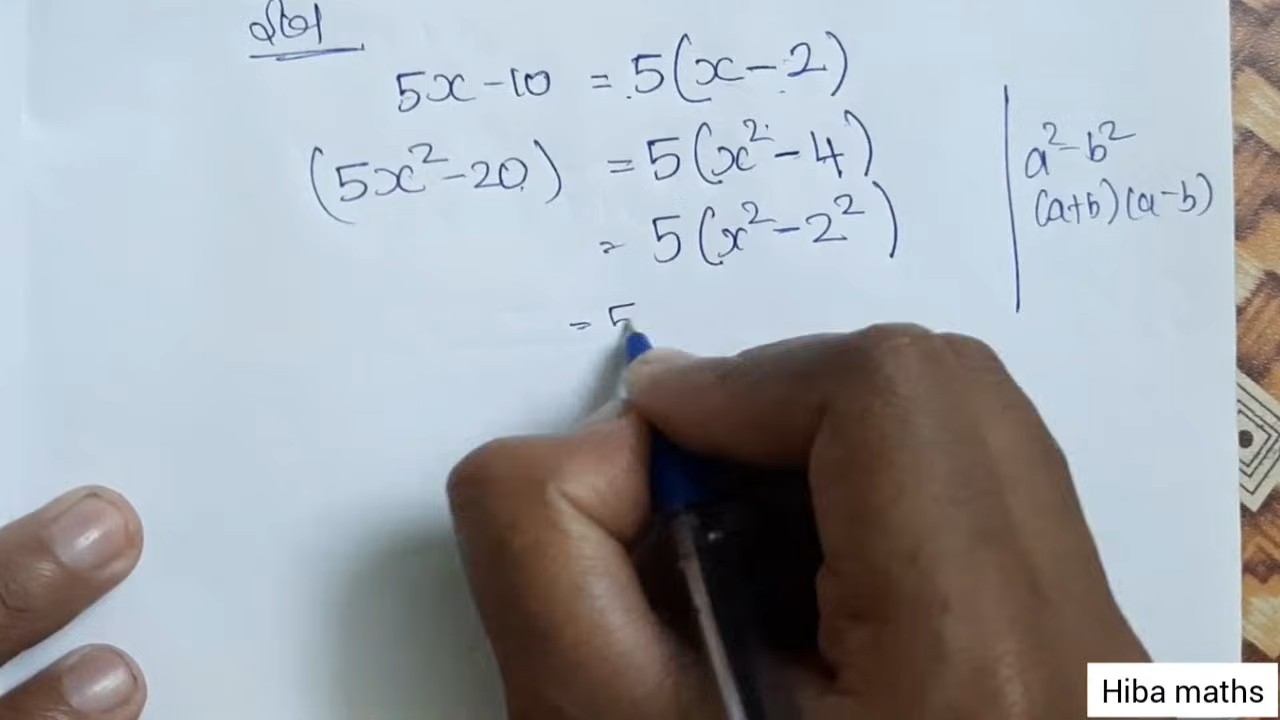 5x - 10 = 5(x - 2)
(5x² - 20) = 5(x² - 4)
= 5(x² - 2²)
= 5
a² - b²
(a+b)(a-b)
Hiba maths